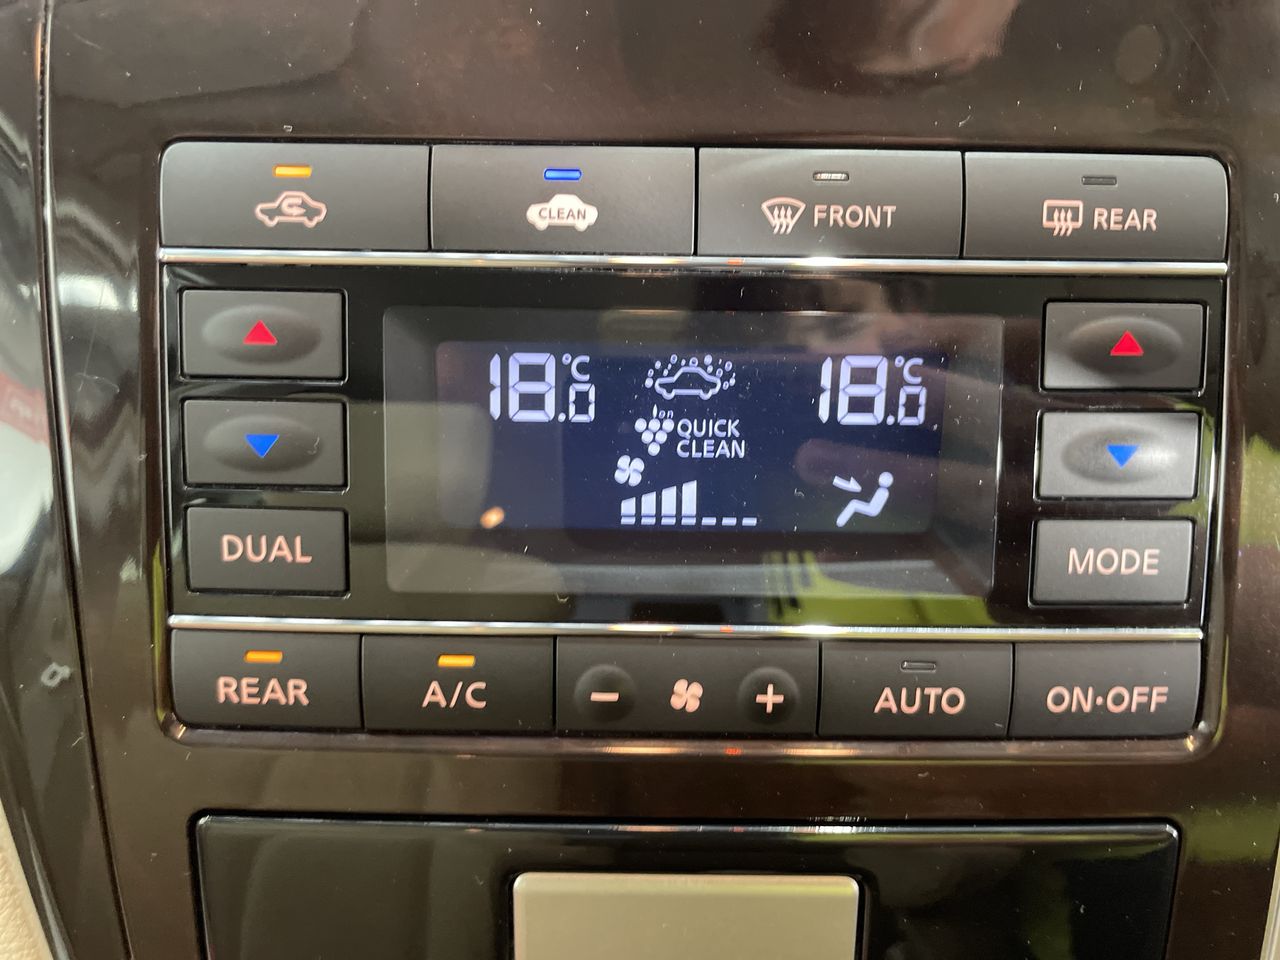 CLEAN
FRONT
REAR
18.0°C
18.0°C
on
QUICK
CLEAN
DUAL
MODE
REAR
A/C
− +
AUTO
ON•OFF